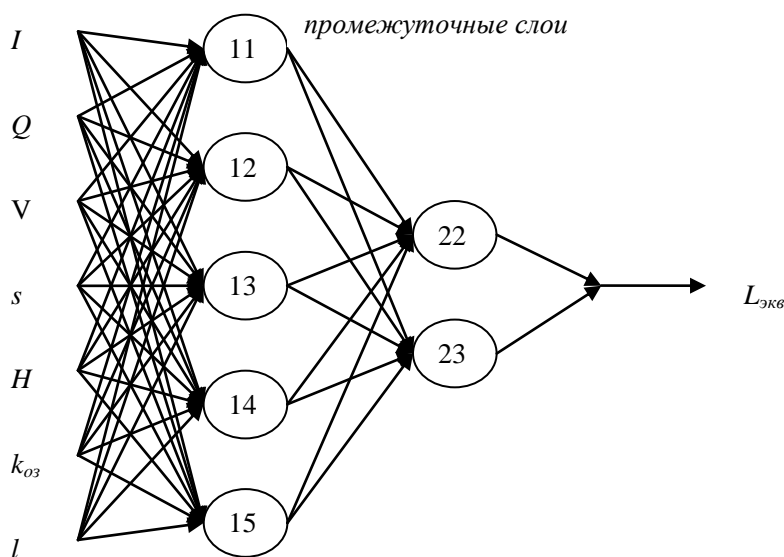 промежуточные слои
I
Q
V
s
H
kоз
l
11
12
13
14
15
22
23
Lэкв